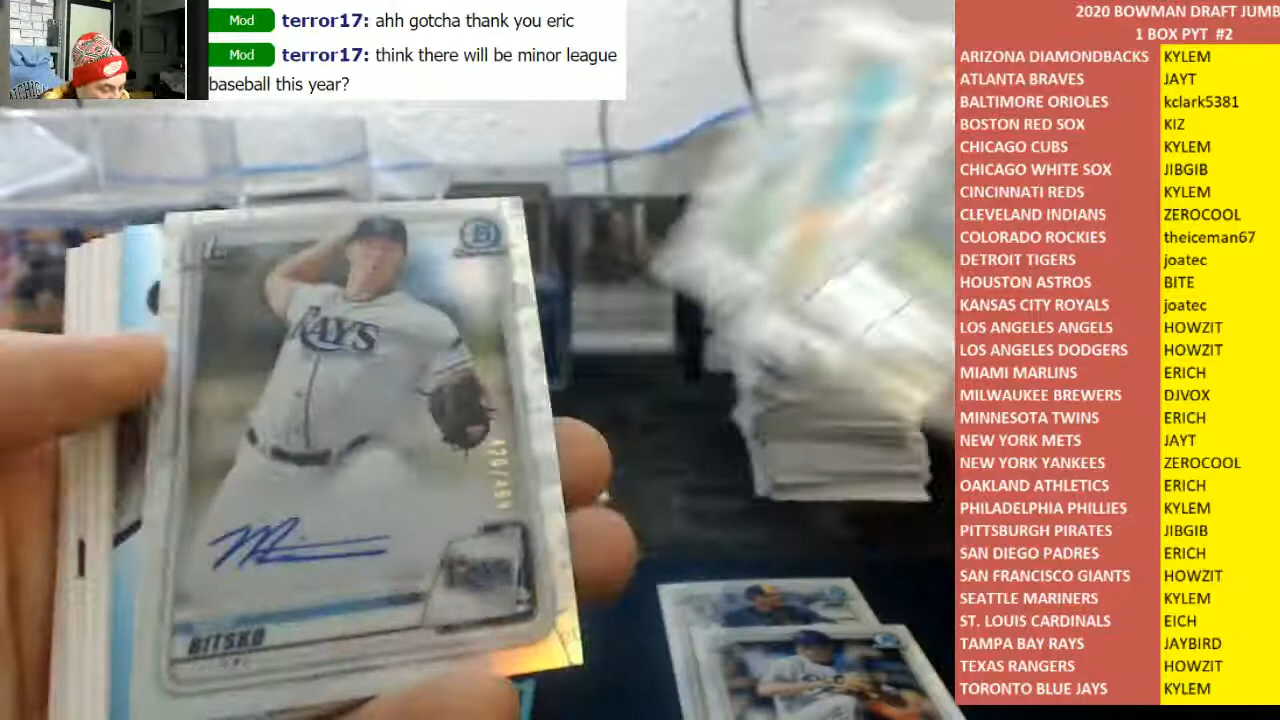 Mod terror17: ahh gotcha thank you eric
Mod terror17: think there will be minor league
baseball this year?
2020 BOWMAN DRAFT JUMB
1 BOX PYT #2
ARIZONA DIAMONDBACKS KYLEM
ATLANTA BRAVES JAYT
BALTIMORE ORIOLES kclark5381
BOSTON RED SOX KIZ
CHICAGO CUBS KYLEM
CHICAGO WHITE SOX JIBGIB
CINCINNATI REDS KYLEM
CLEVELAND INDIANS ZEROCOOL
COLORADO ROCKIES theiceman67
DETROIT TIGERS joatec
HOUSTON ASTROS BITE
KANSAS CITY ROYALS joatec
LOS ANGELES ANGELS HOWZIT
LOS ANGELES DODGERS HOWZIT
MIAMI MARLINS ERICH
MILWAUKEE BREWERS DJVOX
MINNESOTA TWINS ERICH
NEW YORK METS JAYT
NEW YORK YANKEES ZEROCOOL
OAKLAND ATHLETICS ERICH
PHILADELPHIA PHILLIES KYLEM
PITTSBURGH PIRATES JIBGIB
SAN DIEGO PADRES ERICH
SAN FRANCISCO GIANTS HOWZIT
SEATTLE MARINERS KYLEM
ST. LOUIS CARDINALS EICH
TAMPA BAY RAYS JAYBIRD
TEXAS RANGERS HOWZIT
TORONTO BLUE JAYS KYLEM
RAYS
BITSKO